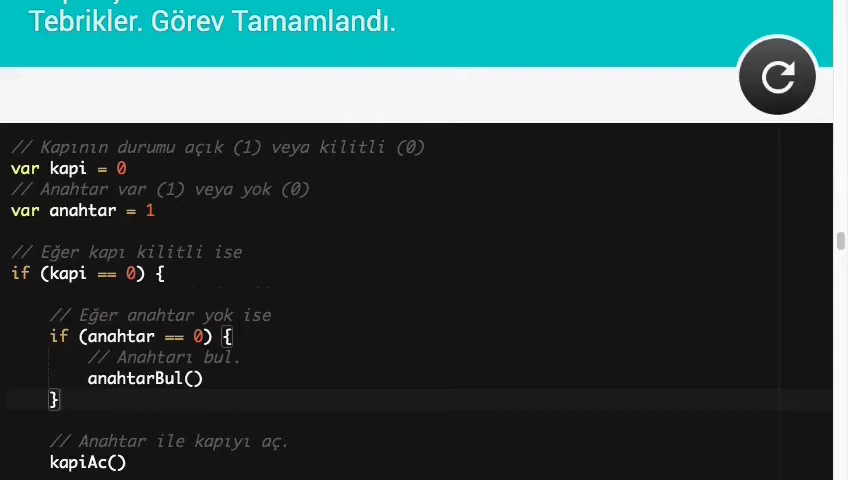 Tebrikler. Görev Tamamlandı.
// Kapının durumu açık (1) veya kilitli (0)
var kapi = 0
// Anahtar var (1) veya yok (0)
var anahtar = 1
// Eğer kapı kilitli ise
if (kapi == 0) {
// Eğer anahtar yok ise
if (anahtar == 0) {
// Anahtarı bul.
anahtarBul()
}
// Anahtar ile kapıyı aç.
kapiAc()